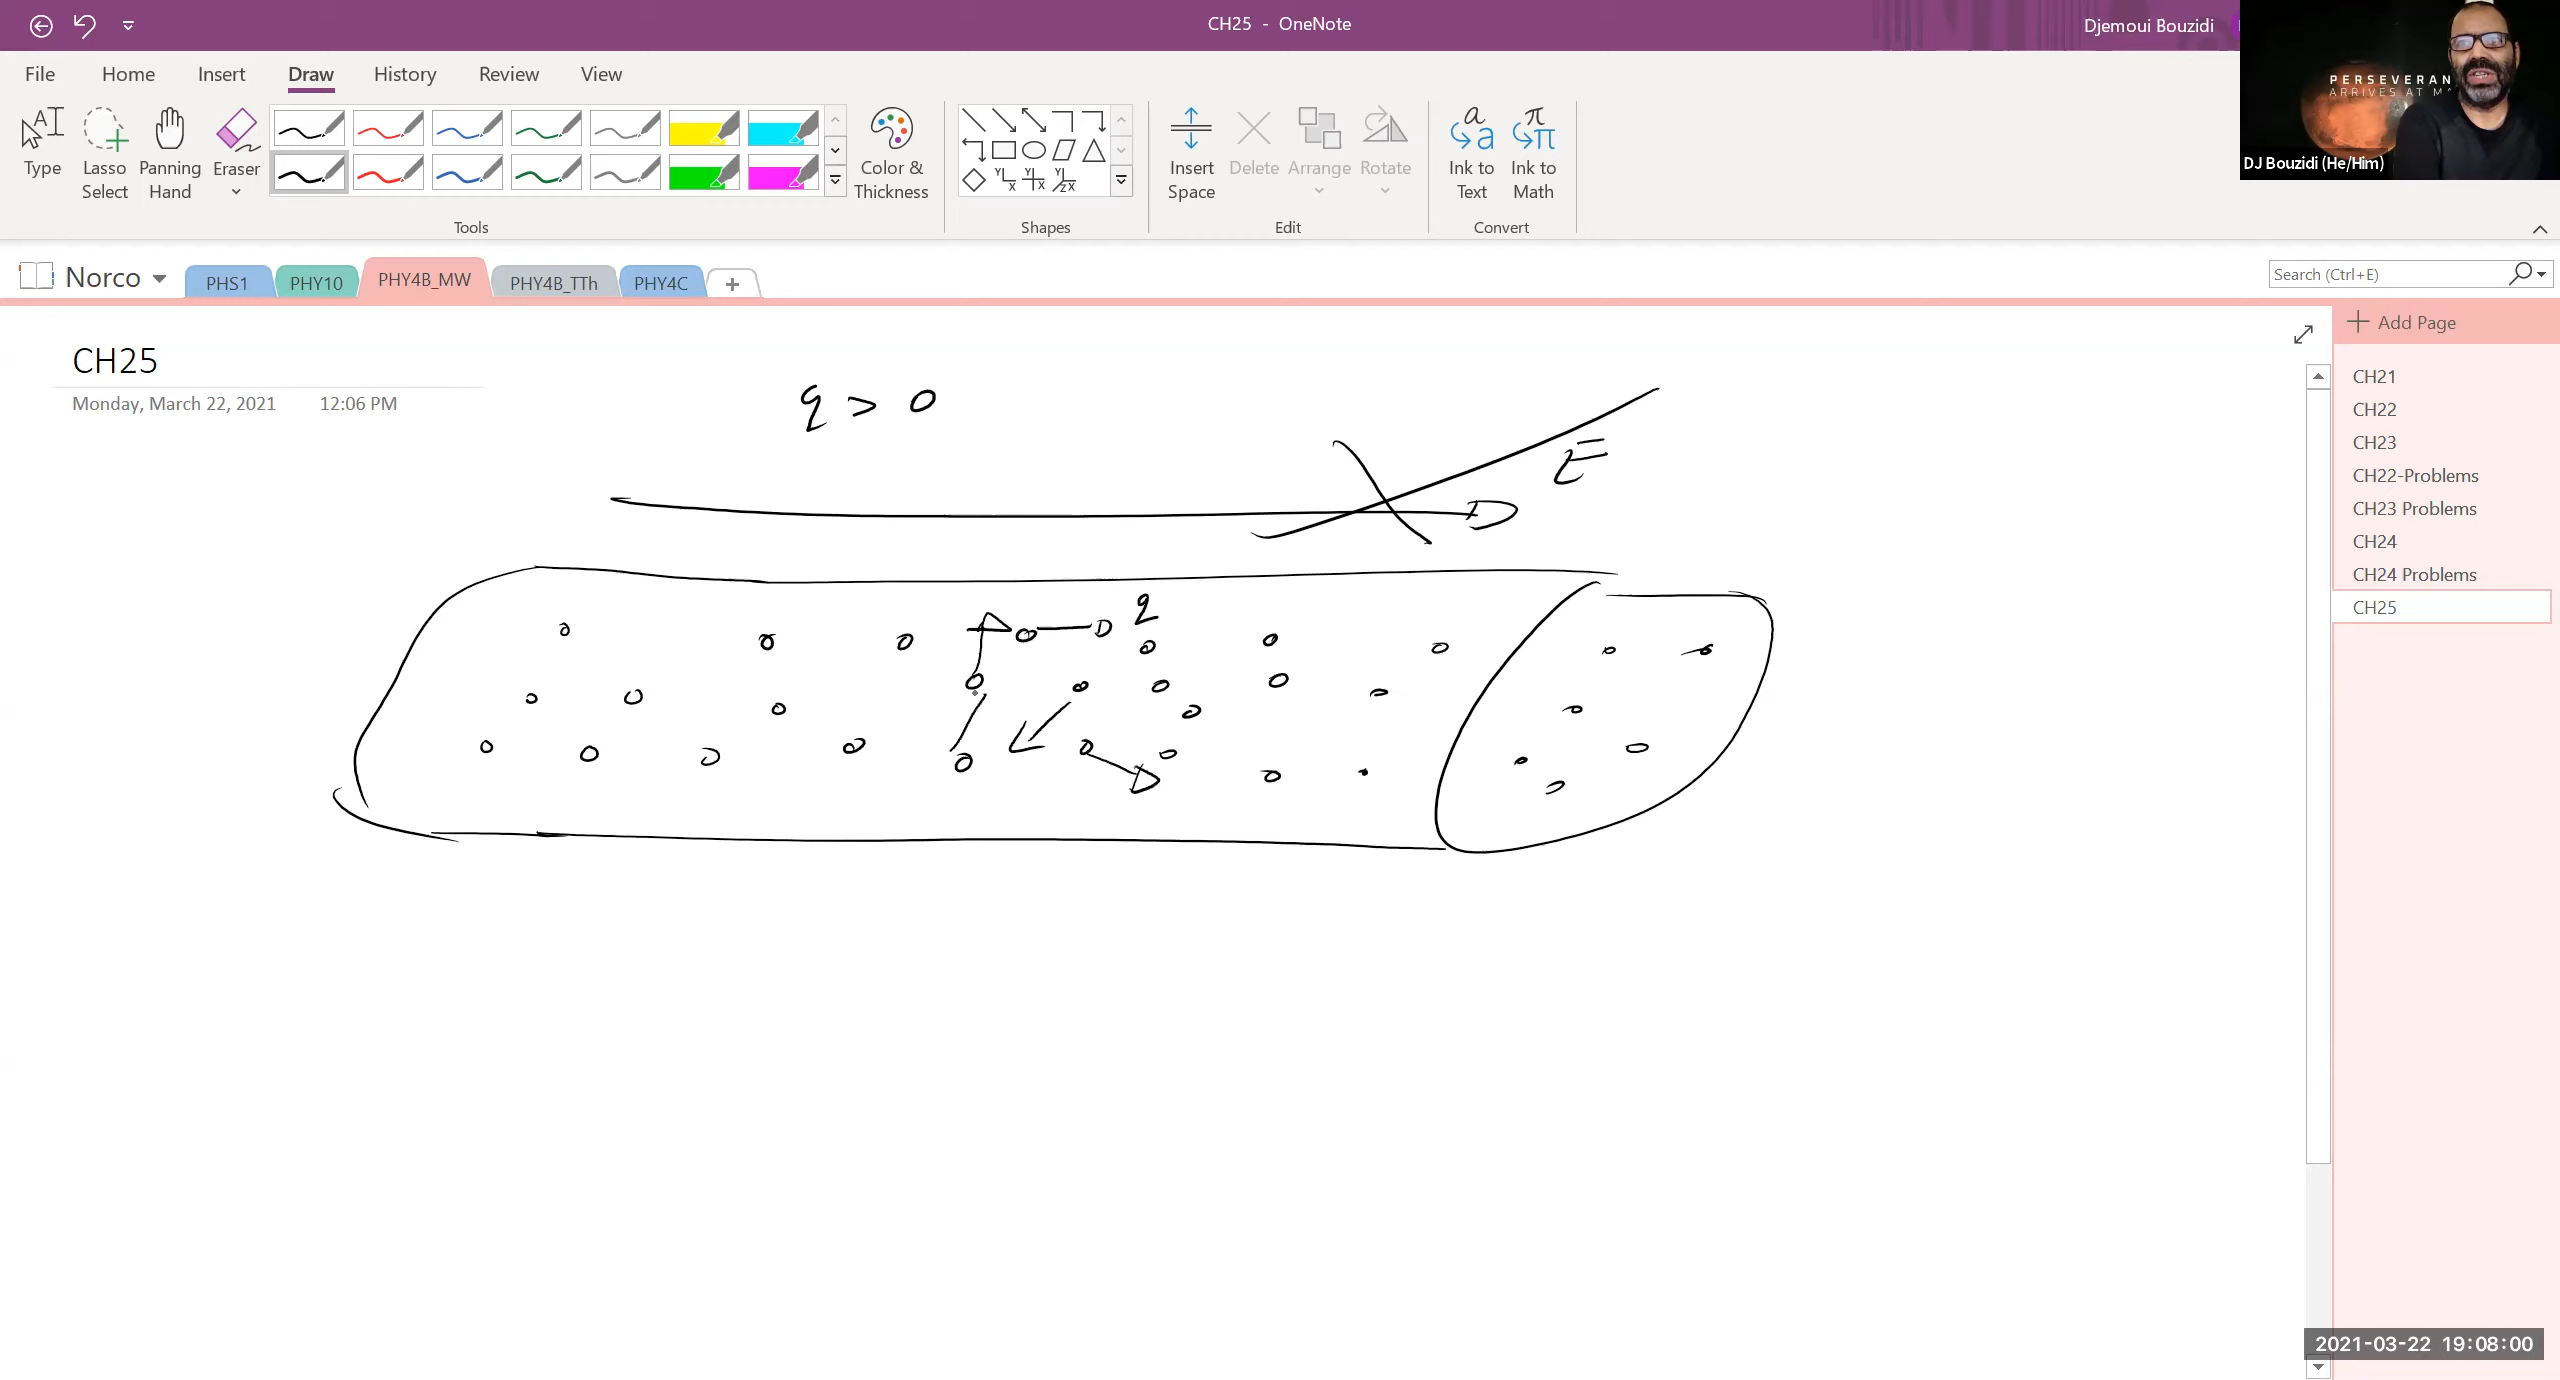 CH25 - OneNote
Djemoui Bouzidi
File Home Insert Draw History Review View
PERSEVERAN
ARRIVES AT M
DJ Bouzidi (He/Him)
Type
Lasso Select
Panning Hand
Eraser
Color & Thickness
Insert Space
Delete
Arrange
Rotate
Ink to Text
Ink to Math
Tools
Shapes
Edit
Convert
Norco
PHS1
PHY10
PHY4B_MW
PHY4B_TTh
PHY4C
Search (Ctrl+E)
Add Page
CH25
Monday, March 22, 2021 12:06 PM
q > 0
E
q
CH21
CH22
CH23
CH22-Problems
CH23 Problems
CH24
CH24 Problems
CH25
2021-03-22 19:08:00